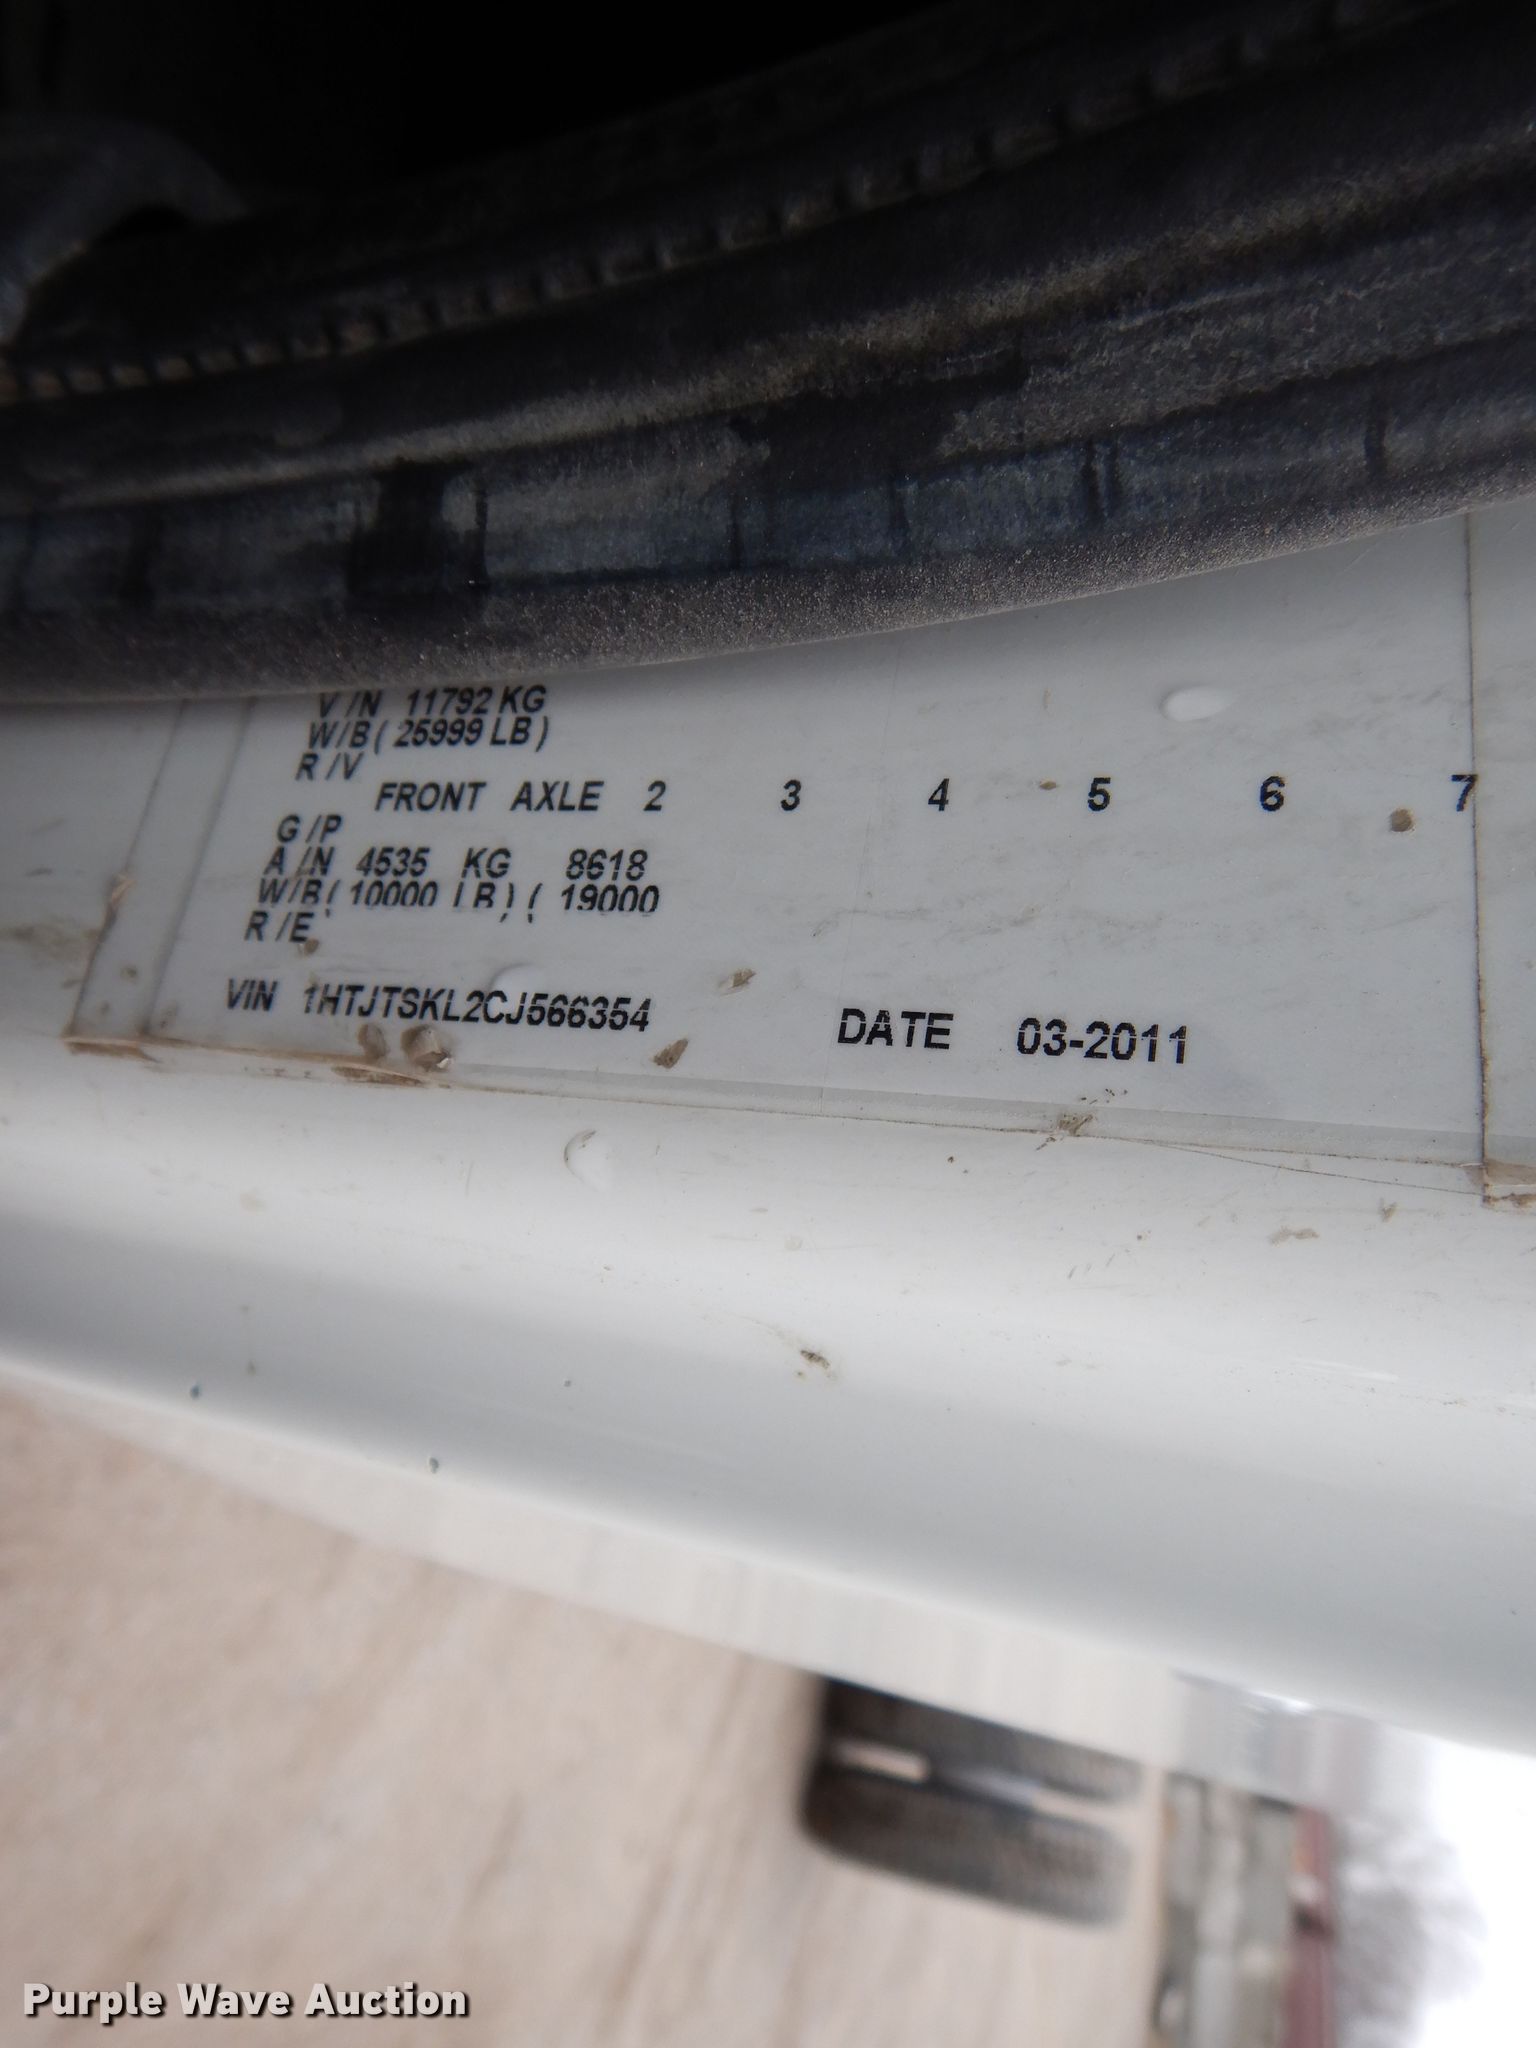 V/N 11792 KG
W/B (25999 LB)
R/V
FRONT AXLE 2 3 4 5 6 7
G/P
A/N 4535 KG 8618
W/B (10000 LB) ( 19000
R/E
VIN 1HTJTSKL2CJ566354 DATE 03-2011
Purple Wave Auction